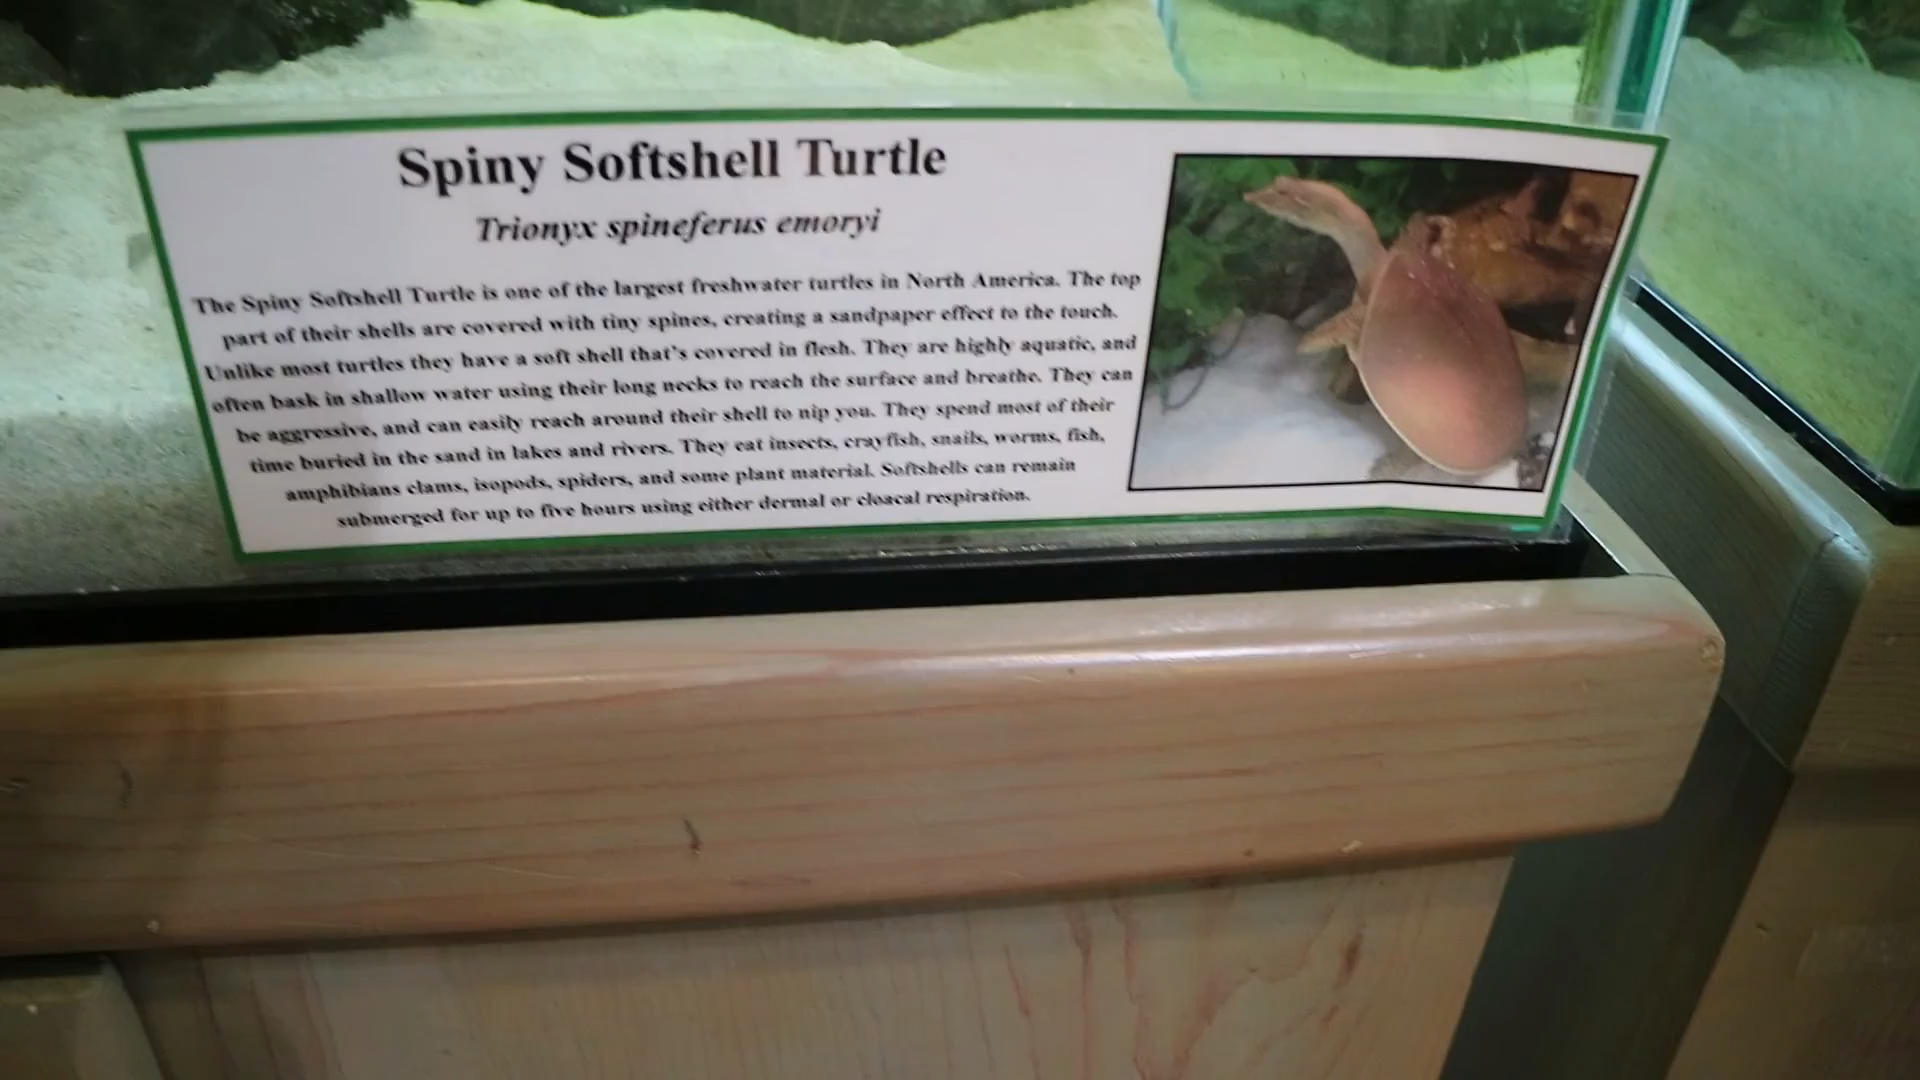 Spiny Softshell Turtle
Trionyx spineferus emoryi
The Spiny Softshell Turtle is one of the largest freshwater turtles in North America. The top
part of their shells are covered with tiny spines, creating a sandpaper effect to the touch.
Unlike most turtles they have a soft shell that's covered in flesh. They are highly aquatic, and
often bask in shallow water using their long necks to reach the surface and breathe. They can
be aggressive, and can easily reach around their shell to nip you. They spend most of their
time buried in the sand in lakes and rivers. They eat insects, crayfish, snails, worms, fish,
amphibians clams, isopods, spiders, and some plant material. Softshells can remain
submerged for up to five hours using either dermal or cloacal respiration.